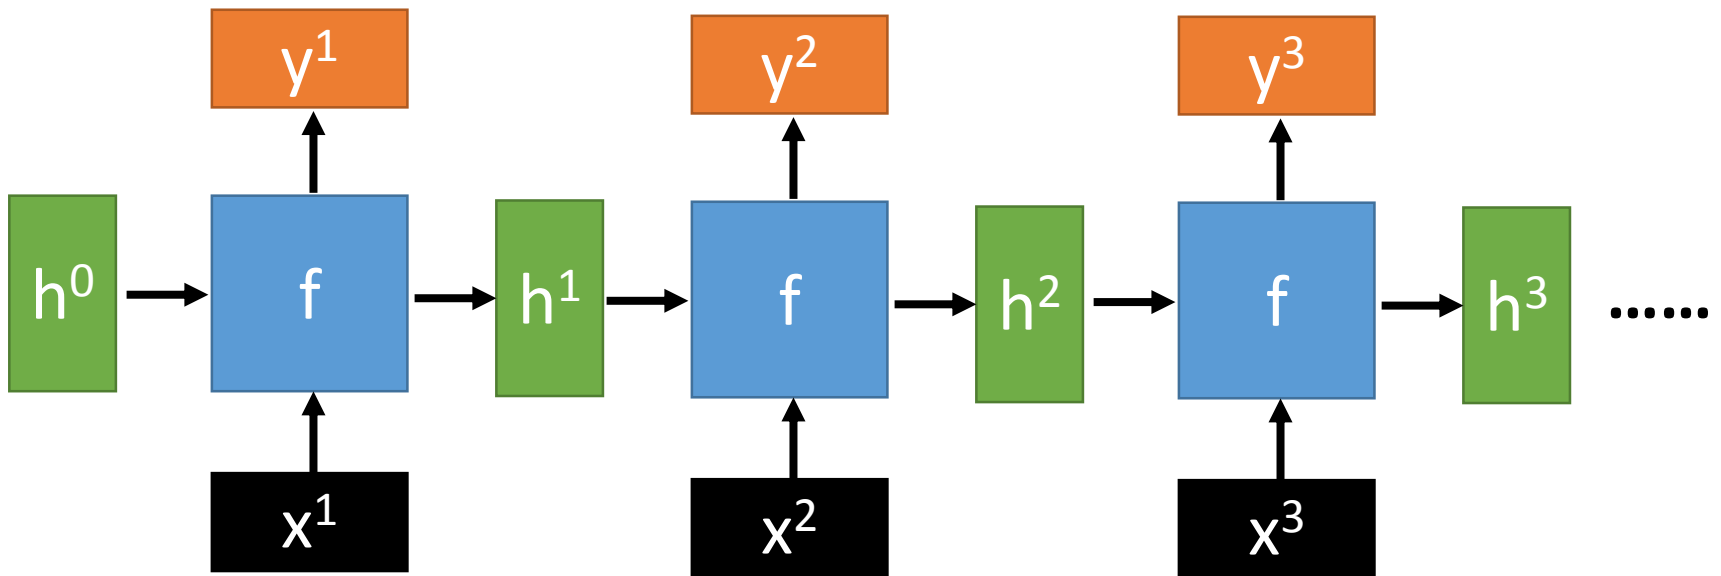 y¹ y² y³
h⁰ f h¹ f h² f h³ ......
x¹ x² x³